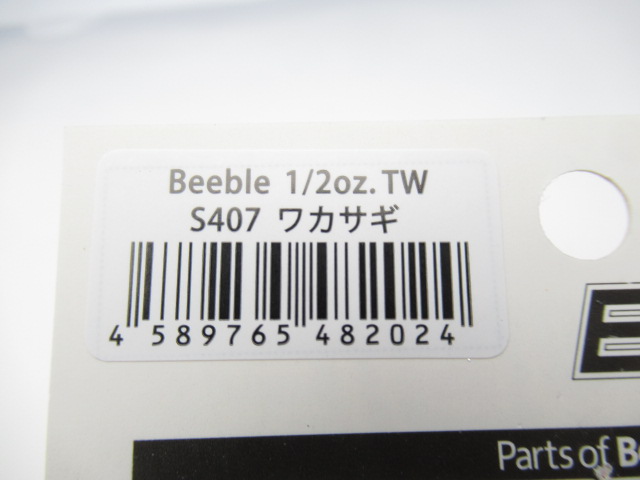 Beeble 1/2oz. TW
S407 ワカサギ
4 589765 482024
Parts of